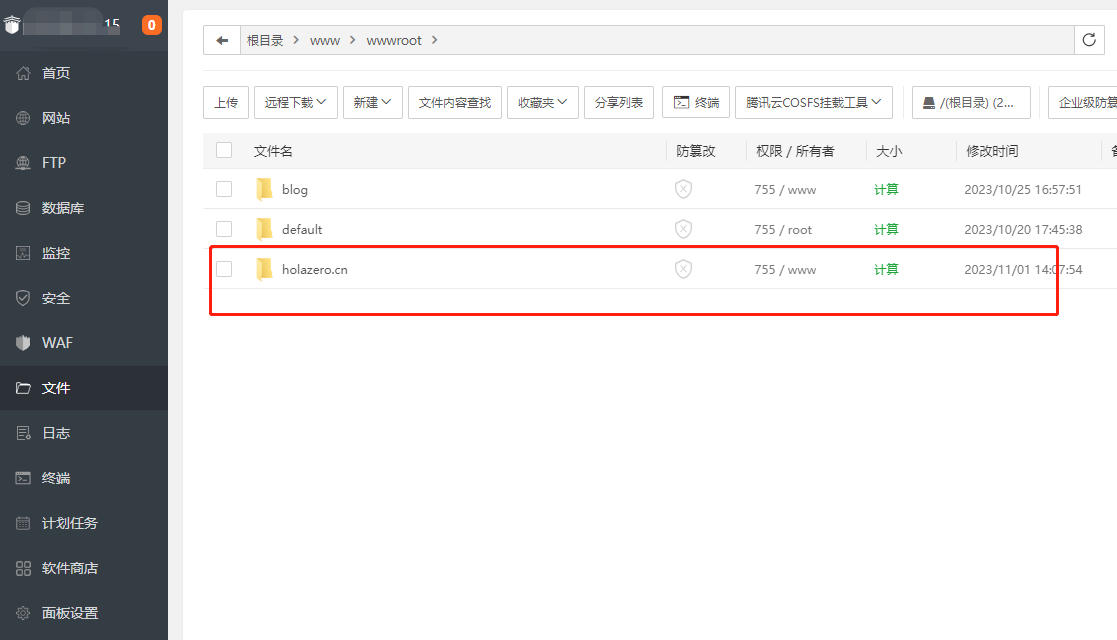 15
0
首页
网站
FTP
数据库
监控
安全
WAF
文件
日志
终端
计划任务
软件商店
面板设置
根目录 > www > wwwroot >
上传 远程下载 新建 文件内容查找 收藏夹 分享列表 终端 腾讯云COSFS挂载工具 /(根目录) (2... 企业级防篡
文件名 防篡改 权限 / 所有者 大小 修改时间
blog 755 / www 计算 2023/10/25 16:57:51
default 755 / root 计算 2023/10/20 17:45:38
holazero.cn 755 / www 计算 2023/11/01 14:07:54